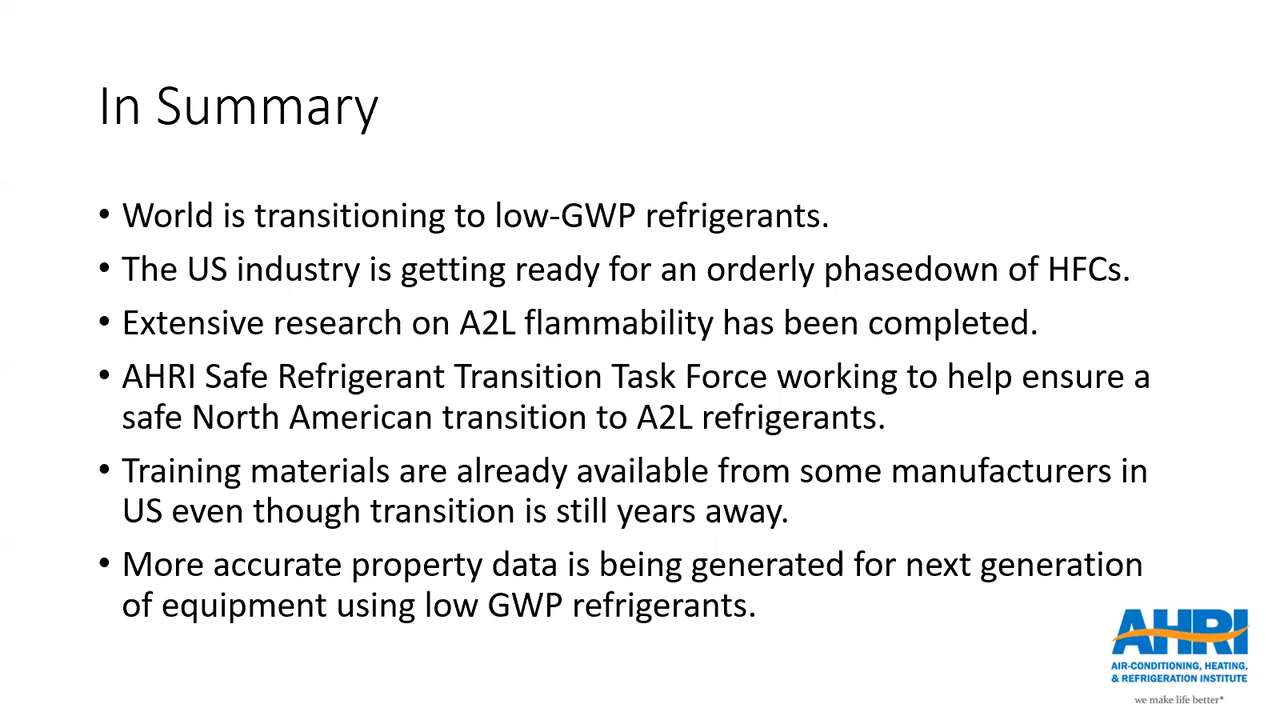 In Summary
• World is transitioning to low-GWP refrigerants.
• The US industry is getting ready for an orderly phasedown of HFCs.
• Extensive research on A2L flammability has been completed.
• AHRI Safe Refrigerant Transition Task Force working to help ensure a
safe North American transition to A2L refrigerants.
• Training materials are already available from some manufacturers in
US even though transition is still years away.
• More accurate property data is being generated for next generation
of equipment using low GWP refrigerants.
AHRI
AIR-CONDITIONING, HEATING,
& REFRIGERATION INSTITUTE
we make life better*